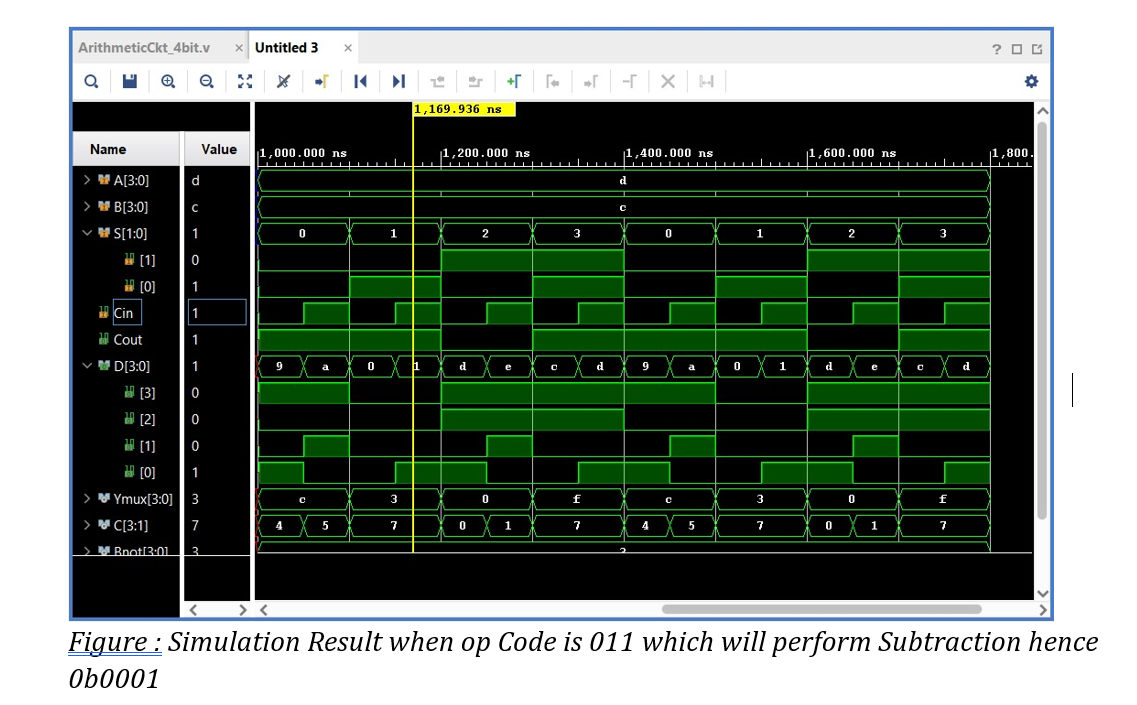 ArithmeticCkt_4bit.v × Untitled 3 ×
1,169.936 ns
Name Value 1,000.000 ns 1,200.000 ns 1,400.000 ns 1,600.000 ns 1,800.
A[3:0] d d
B[3:0] c c
S[1:0] 1 0 1 2 3 0 1 2 3
[1] 0
[0] 1
Cin 1
Cout 1
D[3:0] 1 9 a 0 1 d e c d 9 a 0 1 d e c d
[3] 0
[2] 0
[1] 0
[0] 1
Ymux[3:0] 3 c 3 0 f c 3 0 f
C[3:1] 7 4 5 7 0 1 7 4 5 7 0 1 7
Bnot[3:0] 3 3
Figure : Simulation Result when op Code is 011 which will perform Subtraction hence
0b0001